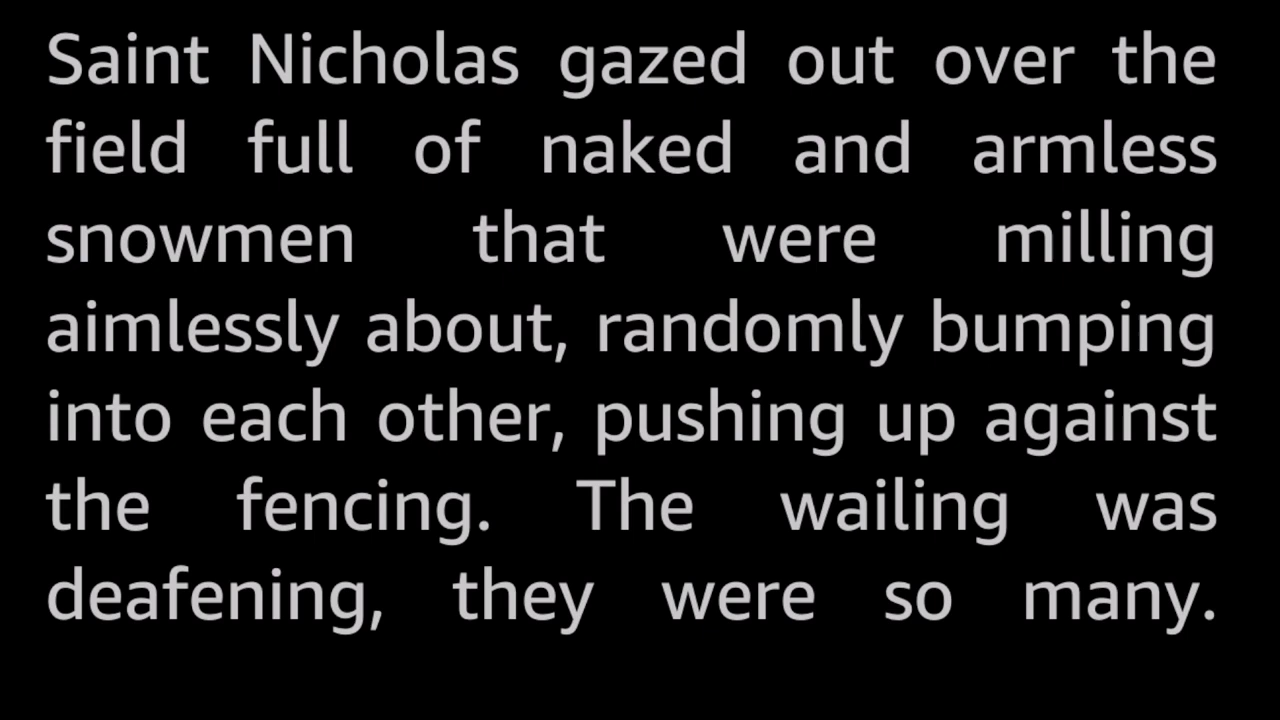 Saint Nicholas gazed out over the
field full of naked and armless
snowmen that were milling
aimlessly about, randomly bumping
into each other, pushing up against
the fencing. The wailing was
deafening, they were so many.